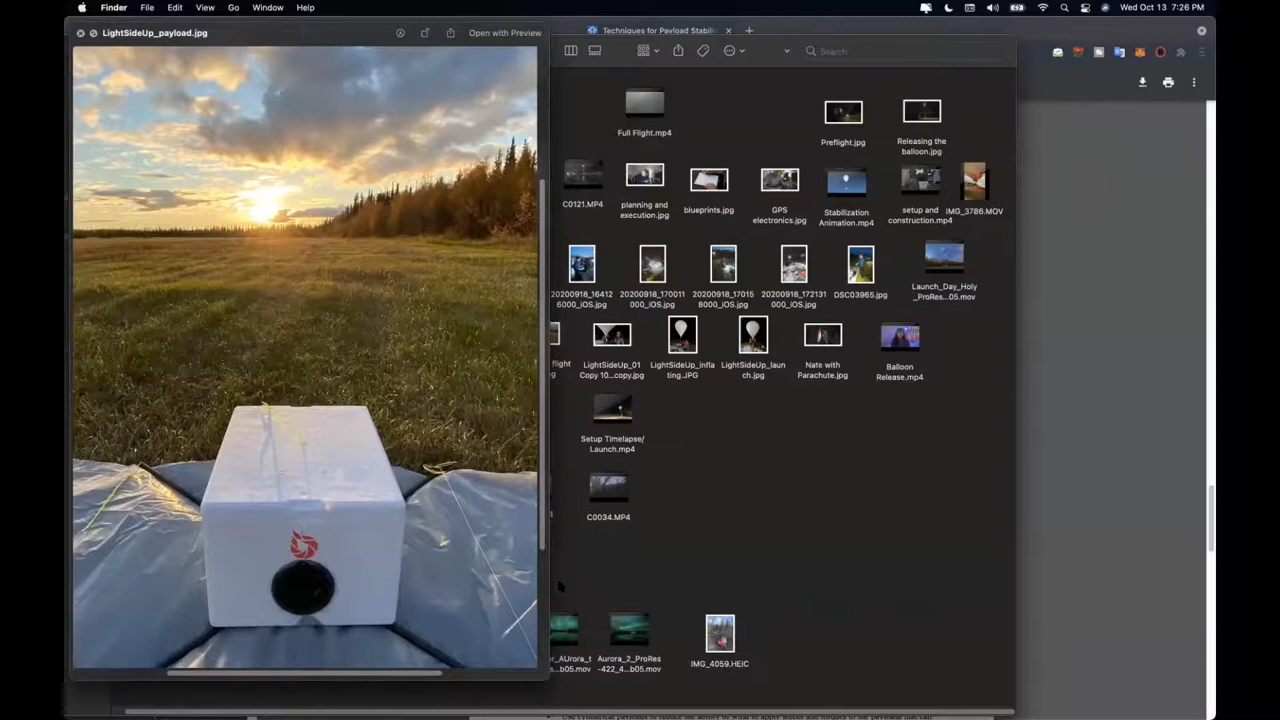 Finder File Edit View Go Window Help
Wed Oct 13 7:26 PM
LightSideUp_payload.jpg
Open with Preview
Techniques for Payload Stabili
Search
Full Flight.mp4
Preflight.jpg
Releasing the
balloon.jpg
C0121.MP4
planning and
execution.jpg
blueprints.jpg
GPS
electronics.jpg
Stabilization
Animation.mp4
setup and
construction.mp4
IMG_3786.MOV
20200918_16412
6000_iOS.jpg
20200918_170011
000_iOS.jpg
20200918_17015
8000_iOS.jpg
20200918_172131
000_iOS.jpg
DSC03965.jpg
Launch_Day_Holy
_ProRes...05.mov
flight
LightSideUp_01
Copy 10...copy.jpg
LightSideUp_infla
ting.JPG
LightSideUp_laun
ch.jpg
Nate with
Parachute.jpg
Balloon
Release.mp4
Setup Timelapse/
Launch.mp4
C0034.MP4
er_AUrora_t
...b05.mov
Aurora_2_ProRes
-422_4...b05.mov
IMG_4059.HEIC